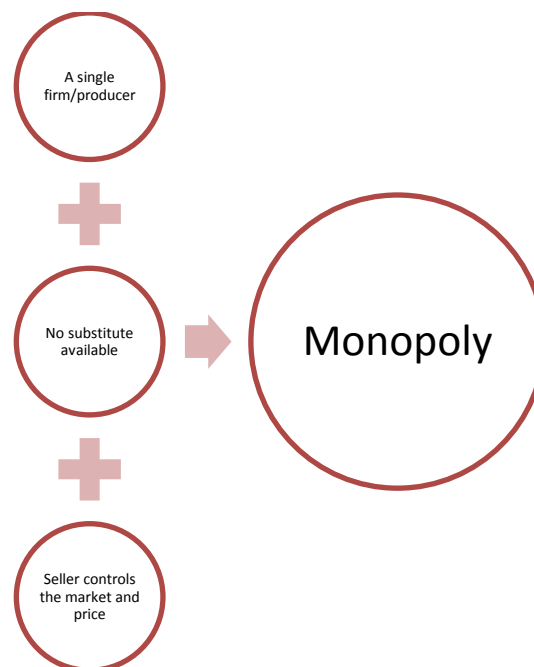 A single
firm/producer
No substitute
available
Monopoly
Seller controls
the market and
price